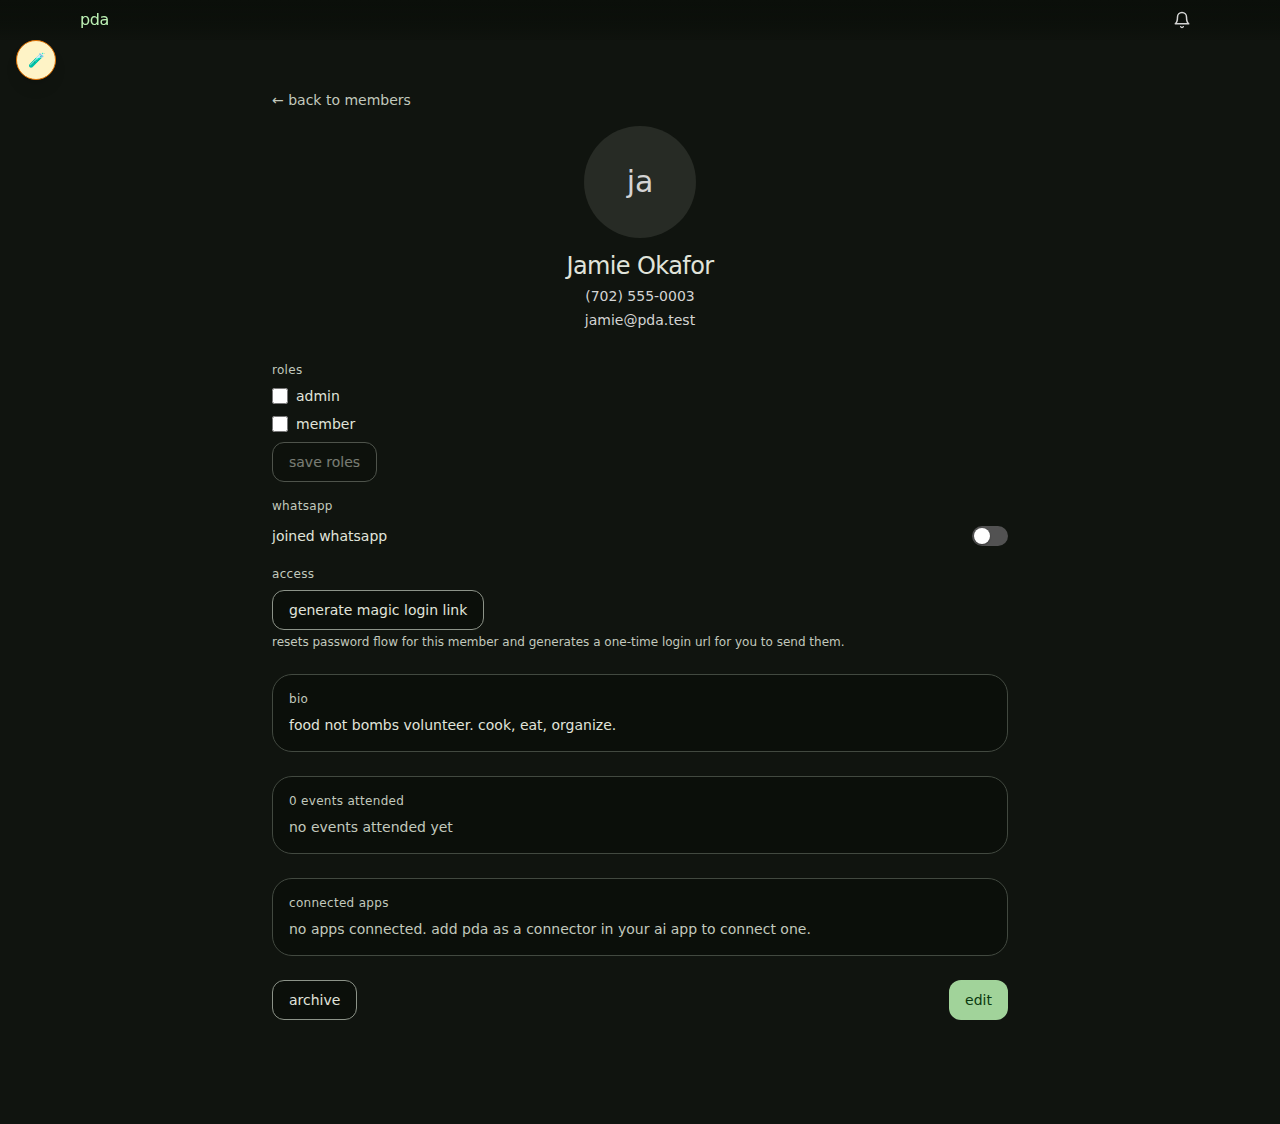 pda
← back to members
ja
Jamie Okafor
(702) 555-0003
jamie@pda.test
roles
admin
member
save roles
whatsapp
joined whatsapp
access
generate magic login link
resets password flow for this member and generates a one-time login url for you to send them.
bio
food not bombs volunteer. cook, eat, organize.
0 events attended
no events attended yet
connected apps
no apps connected. add pda as a connector in your ai app to connect one.
archive
edit